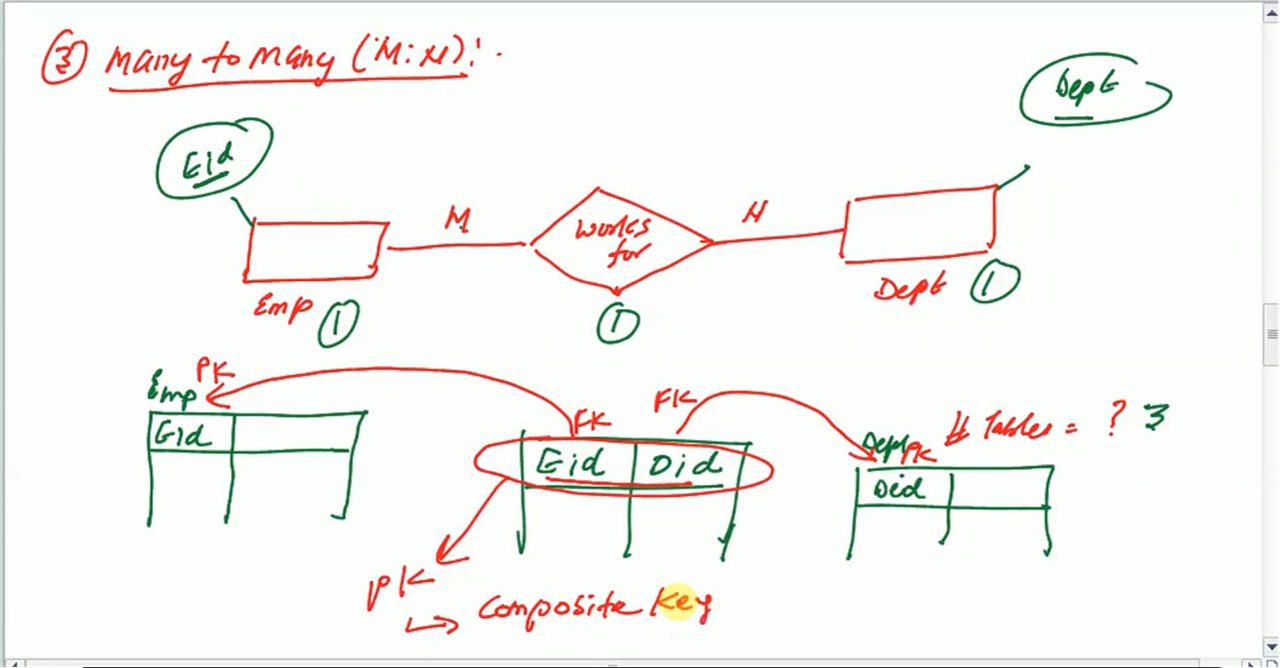 ③ Many to Many (M:N):
Dept
Eid
M
works
for
N
Emp ①
①
Dept ①
PK
Emp
Eid
FK
FK
Eid Did
Dept PK
# Tables = ? 3
Did
PK
↳ Composite Key